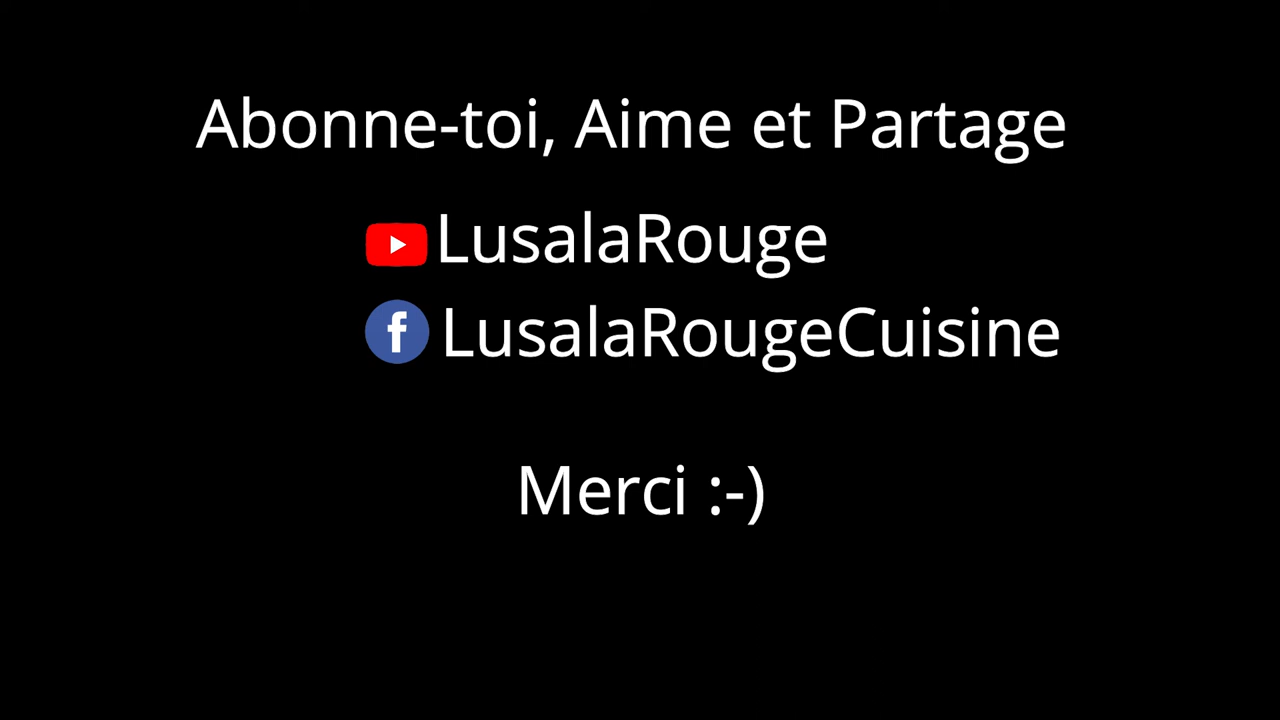 Abonne-toi, Aime et Partage
LusalaRouge
LusalaRougeCuisine
Merci :-)